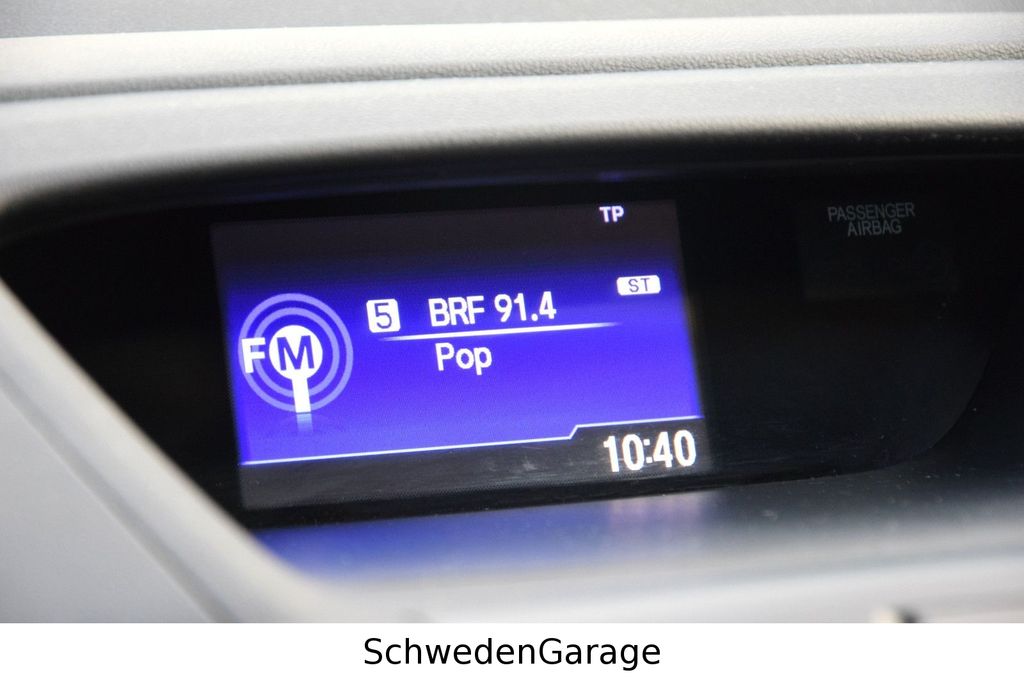 TP
PASSENGER
AIRBAG
ST
5 BRF 91.4
FM
Pop
10:40
SchwedenGarage